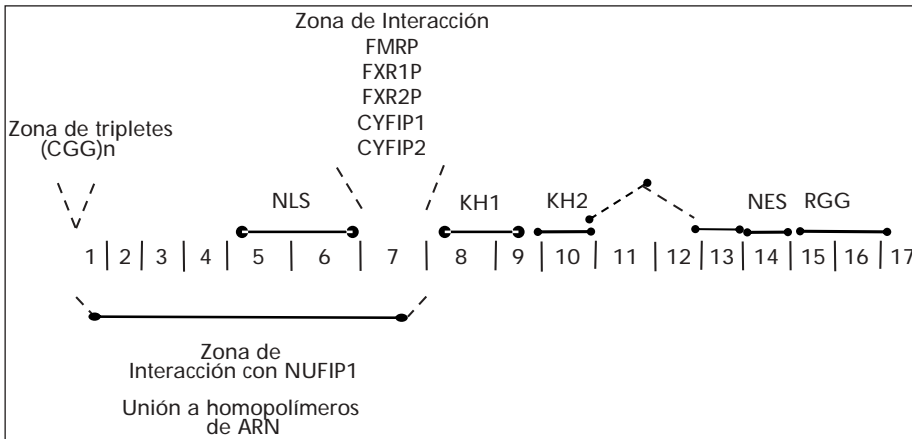 Zona de Interacción
FMRP
FXR1P
FXR2P
CYFIP1
CYFIP2
Zona de tripletes
(CGG)n
NLS KH1 KH2 NES RGG
1 2 3 4 5 6 7 8 9 10 11 12 13 14 15 16 17
Zona de
Interacción con NUFIP1
Unión a homopolímeros
de ARN